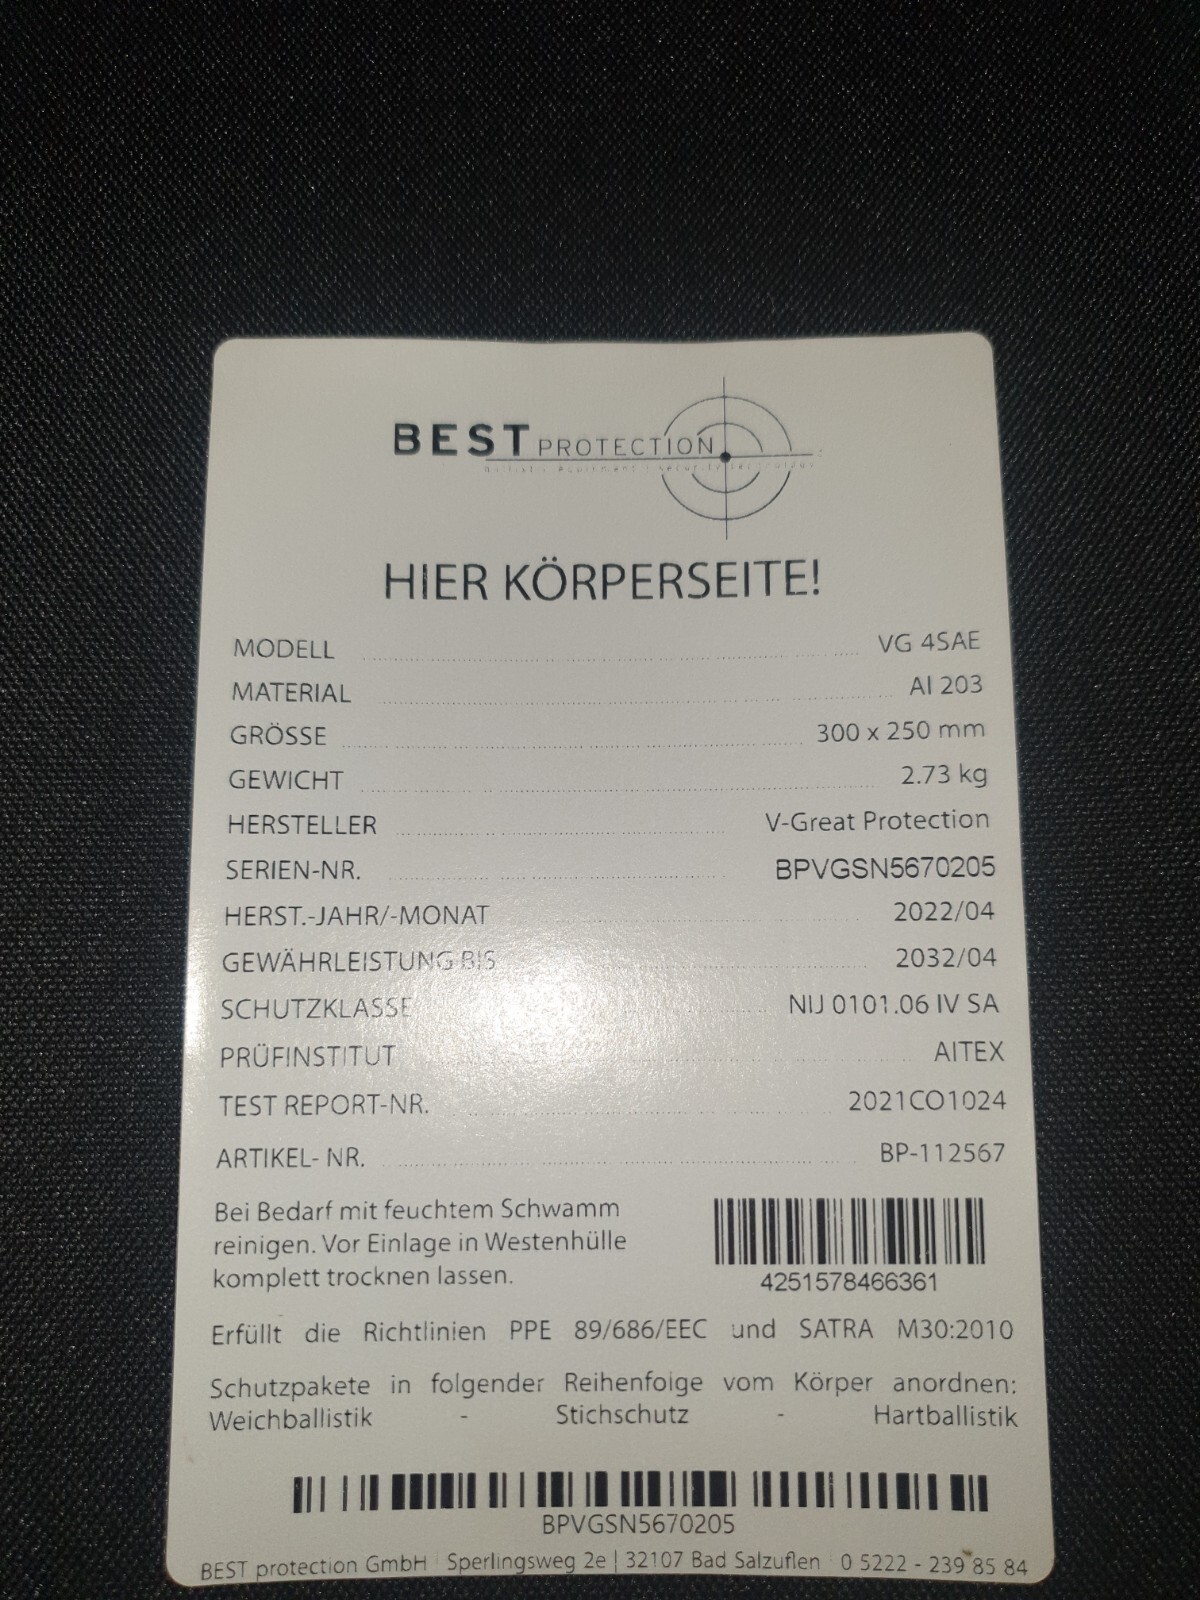 BEST PROTECTION
HIER KÖRPERSEITE!
MODELL VG 4SAE
MATERIAL Al 203
GRÖSSE 300 x 250 mm
GEWICHT 2.73 kg
HERSTELLER V-Great Protection
SERIEN-NR. BPVGSN5670205
HERST.-JAHR/-MONAT 2022/04
GEWÄHRLEISTUNG BIS 2032/04
SCHUTZKLASSE NIJ 0101.06 IV SA
PRÜFINSTITUT AITEX
TEST REPORT-NR. 2021CO1024
ARTIKEL- NR. BP-112567
Bei Bedarf mit feuchtem Schwamm
reinigen. Vor Einlage in Westenhülle
komplett trocknen lassen.
4251578466361
Erfüllt die Richtlinien PPE 89/686/EEC und SATRA M30:2010
Schutzpakete in folgender Reihenfoige vom Körper anordnen:
Weichballistik - Stichschutz - Hartballistik
BPVGSN5670205
BEST protection GmbH | Sperlingsweg 2e | 32107 Bad Salzuflen 0 5222 - 239 85 84